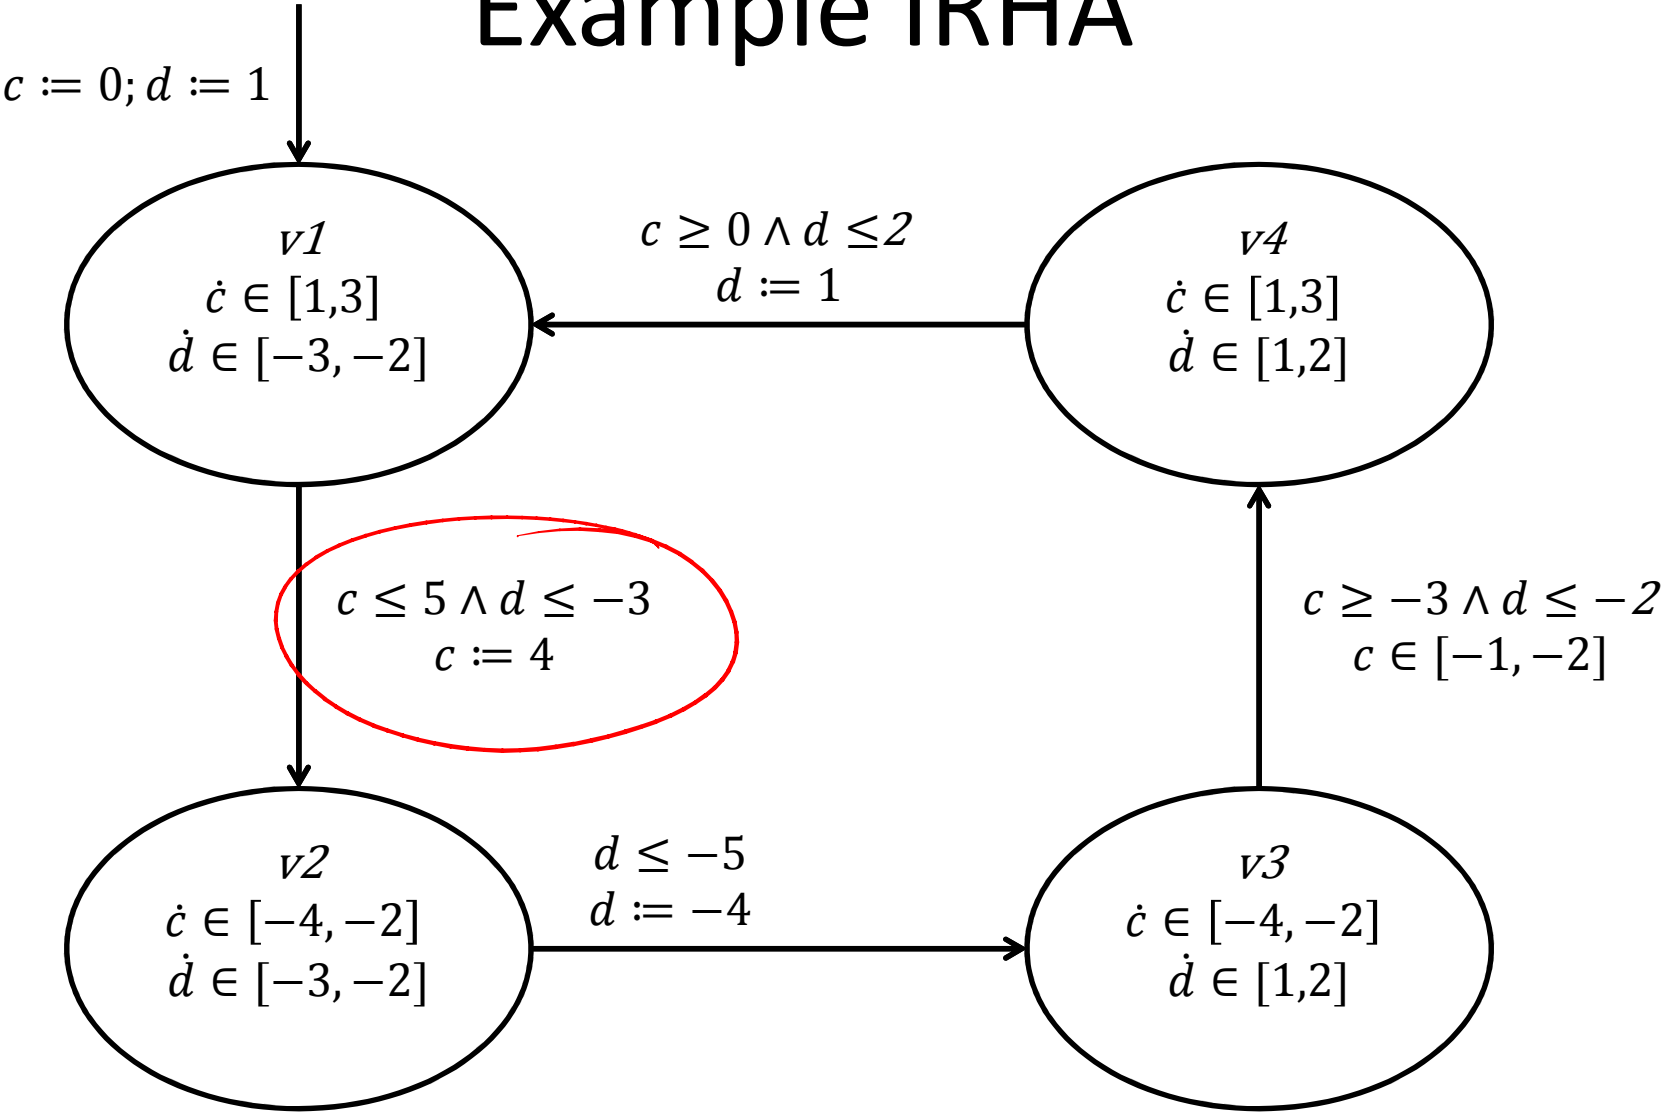 Example IRHA
c ≔ 0; d ≔ 1
v1
ċ ∈ [1,3]
ḋ ∈ [−3, −2]
c ≥ 0 ∧ d ≤2
d ≔ 1
v4
ċ ∈ [1,3]
ḋ ∈ [1,2]
c ≤ 5 ∧ d ≤ −3
c ≔ 4
c ≥ −3 ∧ d ≤ −2
c ∈ [−1, −2]
v2
ċ ∈ [−4, −2]
ḋ ∈ [−3, −2]
d ≤ −5
d ≔ −4
v3
ċ ∈ [−4, −2]
ḋ ∈ [1,2]